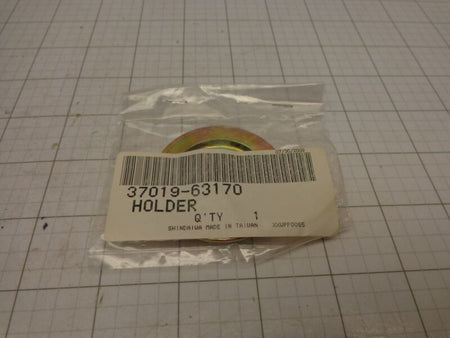 37019-63170
HOLDER
Q'TY 1
SHINDAIWA MADE IN TAIWAN